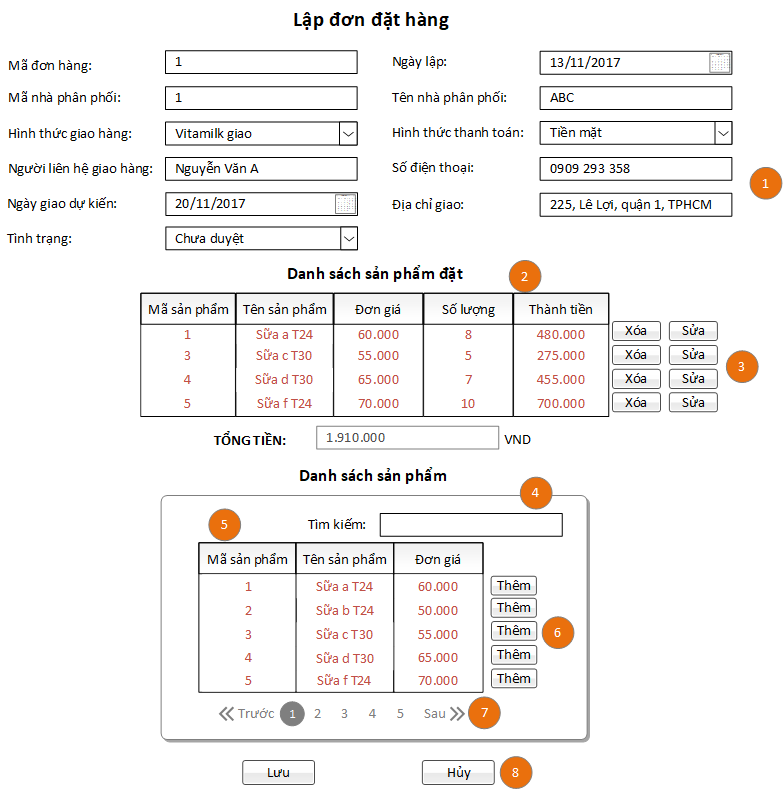 Lập đơn đặt hàng
Mã đơn hàng: 1 Ngày lập: 13/11/2017
Mã nhà phân phối: 1 Tên nhà phân phối: ABC
Hình thức giao hàng: Vitamilk giao Hình thức thanh toán: Tiền mặt
Người liên hệ giao hàng: Nguyễn Văn A Số điện thoại: 0909 293 358
1
Ngày giao dự kiến: 20/11/2017 Địa chỉ giao: 225, Lê Lợi, quận 1, TPHCM
Tình trạng: Chưa duyệt
Danh sách sản phẩm đặt 2
Mã sản phẩm Tên sản phẩm Đơn giá Số lượng Thành tiền
1 Sữa a T24 60.000 8 480.000 Xóa Sửa
3 Sữa c T30 55.000 5 275.000 Xóa Sửa
3
4 Sữa d T30 65.000 7 455.000 Xóa Sửa
5 Sữa f T24 70.000 10 700.000 Xóa Sửa
TỔNG TIỀN: 1.910.000 VND
Danh sách sản phẩm
4
5 Tìm kiếm:
Mã sản phẩm Tên sản phẩm Đơn giá
1 Sữa a T24 60.000 Thêm
2 Sữa b T24 50.000 Thêm
3 Sữa c T30 55.000 Thêm 6
4 Sữa d T30 65.000 Thêm
5 Sữa f T24 70.000 Thêm
Trước 1 2 3 4 5 Sau 7
Lưu Hủy 8